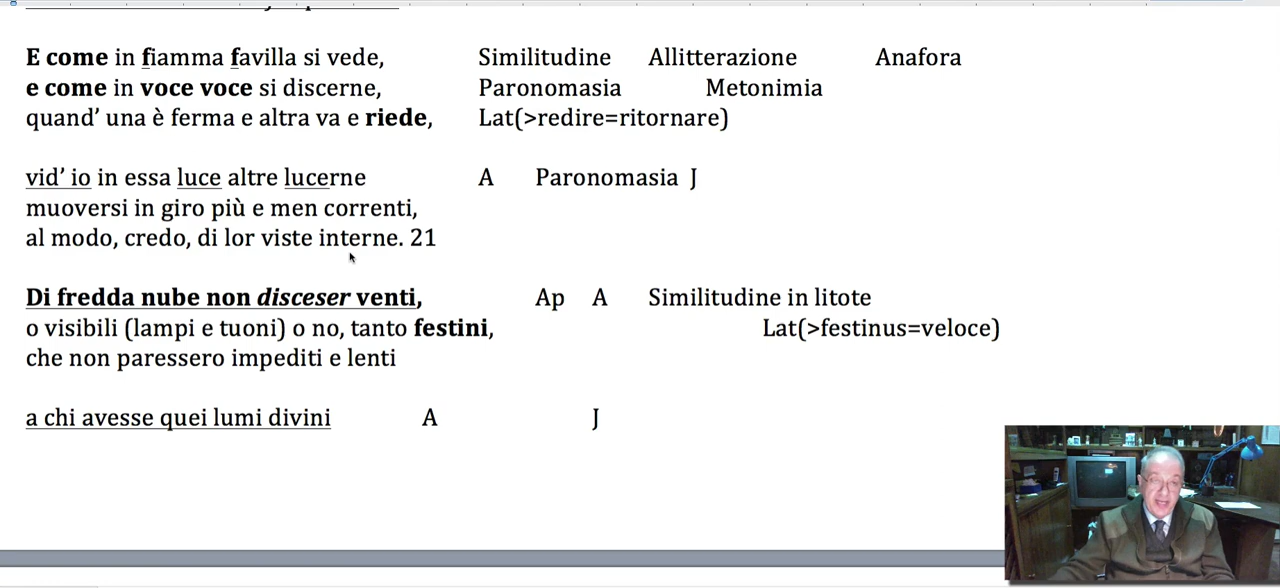 E come in fiamma favilla si vede, Similitudine Allitterazione Anafora
e come in voce voce si discerne, Paronomasia Metonimia
quand’ una è ferma e altra va e riede, Lat(>redire=ritornare)
vid’ io in essa luce altre lucerne A Paronomasia J
muoversi in giro più e men correnti,
al modo, credo, di lor viste interne. 21
Di fredda nube non disceser venti, Ap A Similitudine in litote
o visibili (lampi e tuoni) o no, tanto festini, Lat(>festinus=veloce)
che non paressero impediti e lenti
a chi avesse quei lumi divini A J